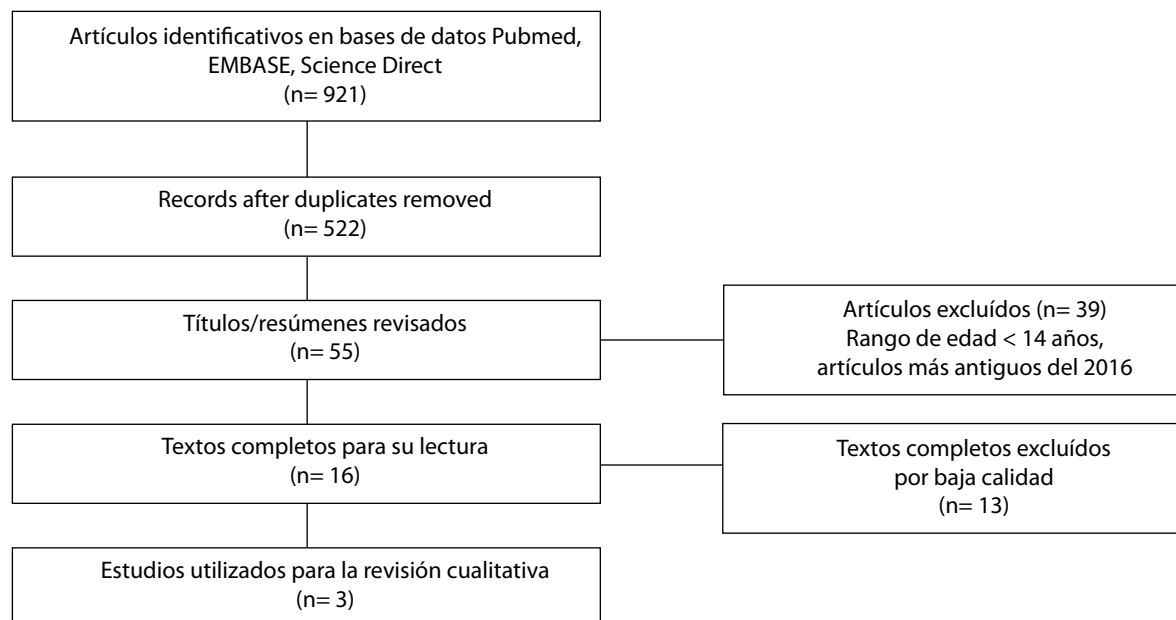 Artículos identificativos en bases de datos Pubmed,
EMBASE, Science Direct
(n= 921)
Records after duplicates removed
(n= 522)
Títulos/resúmenes revisados
(n= 55)
Artículos excluídos (n= 39)
Rango de edad < 14 años,
artículos más antiguos del 2016
Textos completos para su lectura
(n= 16)
Textos completos excluídos
por baja calidad
(n= 13)
Estudios utilizados para la revisión cualitativa
(n= 3)